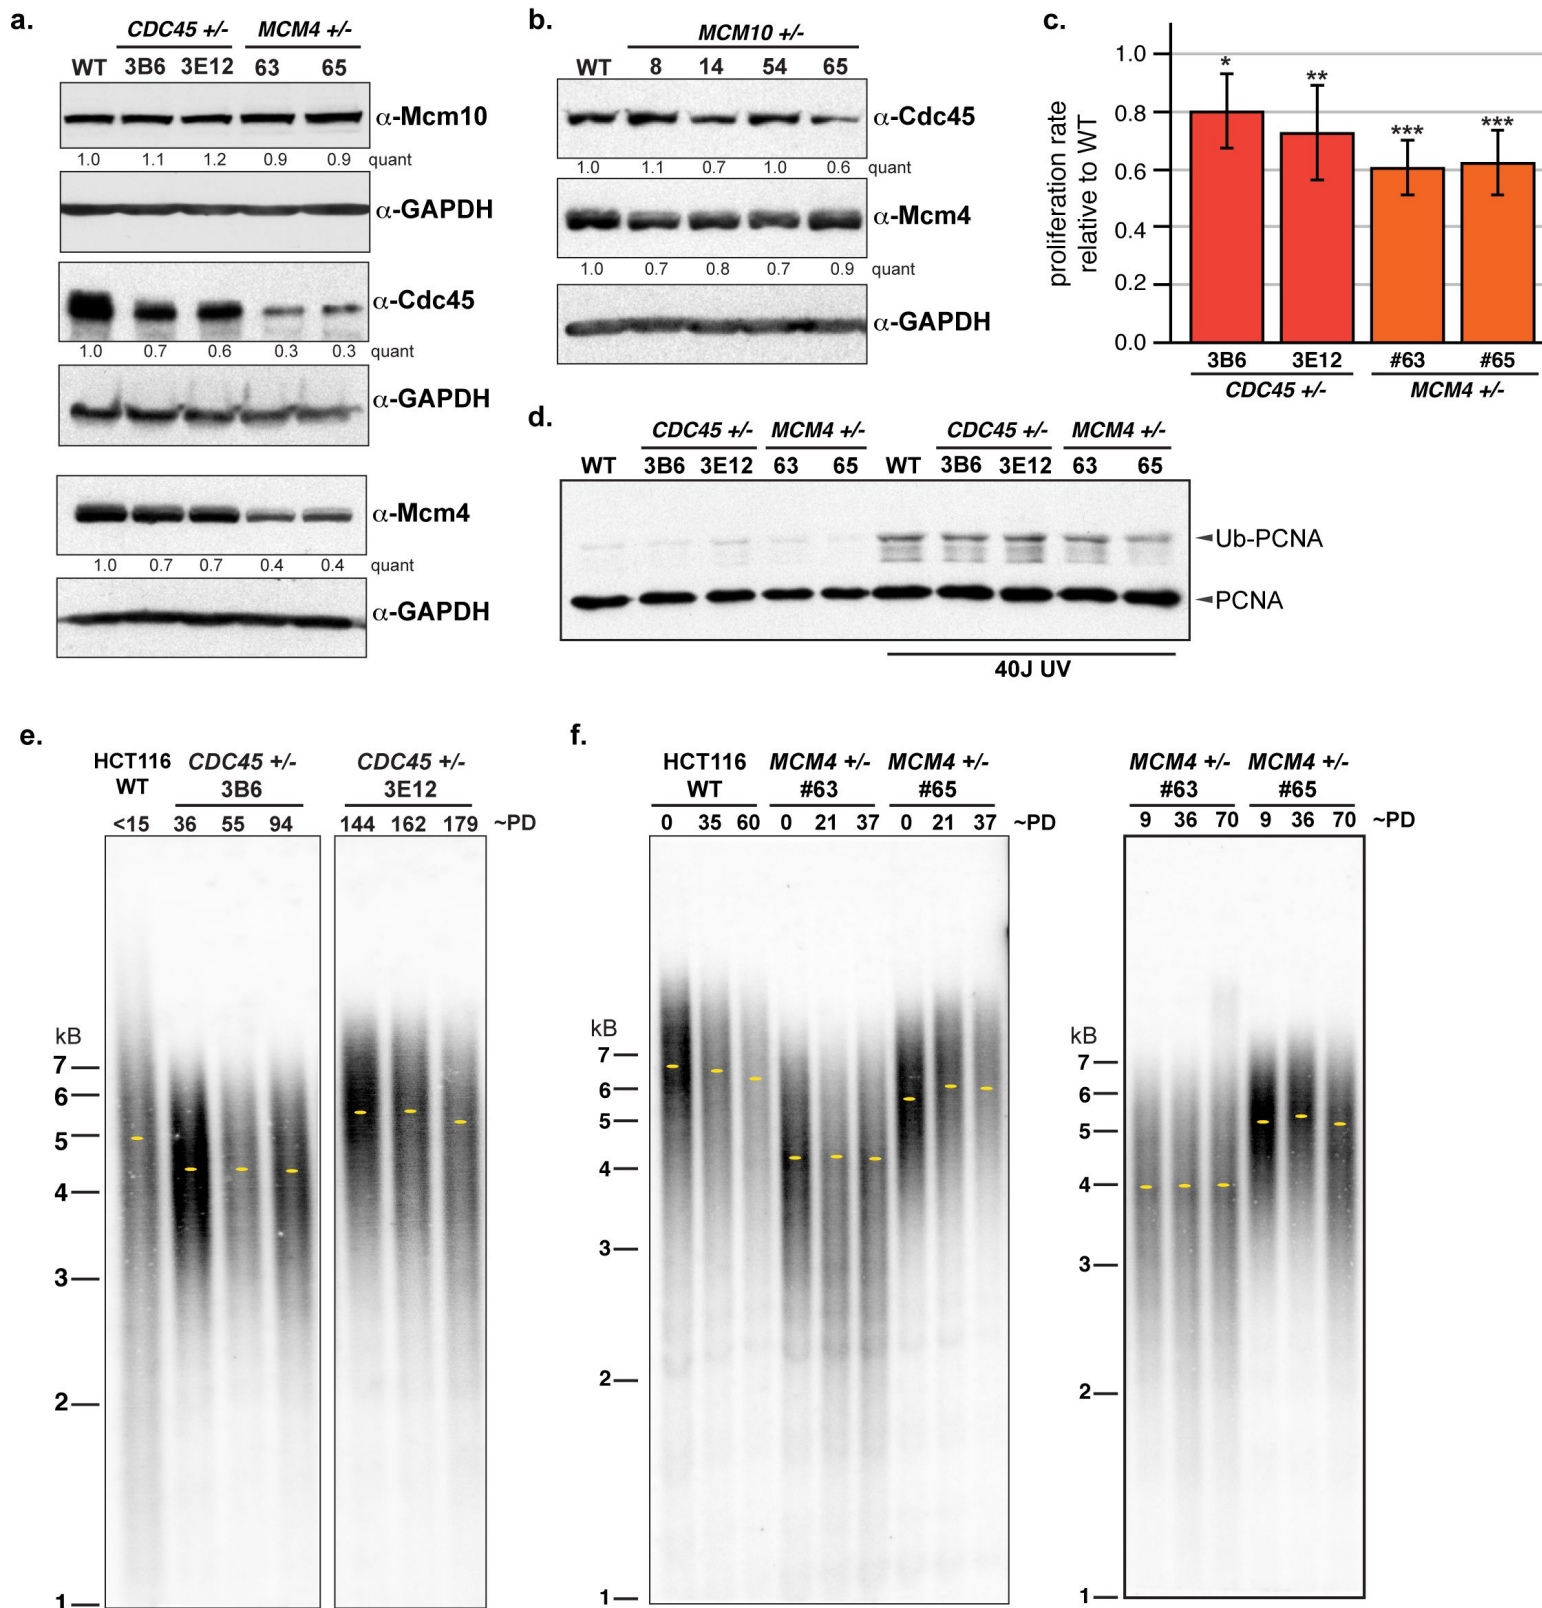 a.
CDC45 +/- MCM4 +/-
WT 3B6 3E12 63 65
α-Mcm10
1.0 1.1 1.2 0.9 0.9 quant
α-GAPDH
α-Cdc45
1.0 0.7 0.6 0.3 0.3 quant
α-GAPDH
α-Mcm4
1.0 0.7 0.7 0.4 0.4 quant
α-GAPDH
b.
MCM10 +/-
WT 8 14 54 65
α-Cdc45
1.0 1.1 0.7 1.0 0.6 quant
α-Mcm4
1.0 0.7 0.8 0.7 0.9 quant
α-GAPDH
c.
proliferation rate
relative to WT
1.0
0.8
0.6
0.4
0.2
0.0
* ** *** ***
3B6 3E12 #63 #65
CDC45 +/- MCM4 +/-
d.
CDC45 +/- MCM4 +/- CDC45 +/- MCM4 +/-
WT 3B6 3E12 63 65 WT 3B6 3E12 63 65
Ub-PCNA
PCNA
40J UV
e.
HCT116 CDC45 +/- CDC45 +/-
WT 3B6 3E12
<15 36 55 94 144 162 179 ~PD
kB
7
6
5
4
3
2
1
f.
HCT116 MCM4 +/- MCM4 +/-
WT #63 #65
0 35 60 0 21 37 0 21 37 ~PD
kB
7
6
5
4
3
2
1
MCM4 +/- MCM4 +/-
#63 #65
9 36 70 9 36 70 ~PD
kB
7
6
5
4
3
2
1